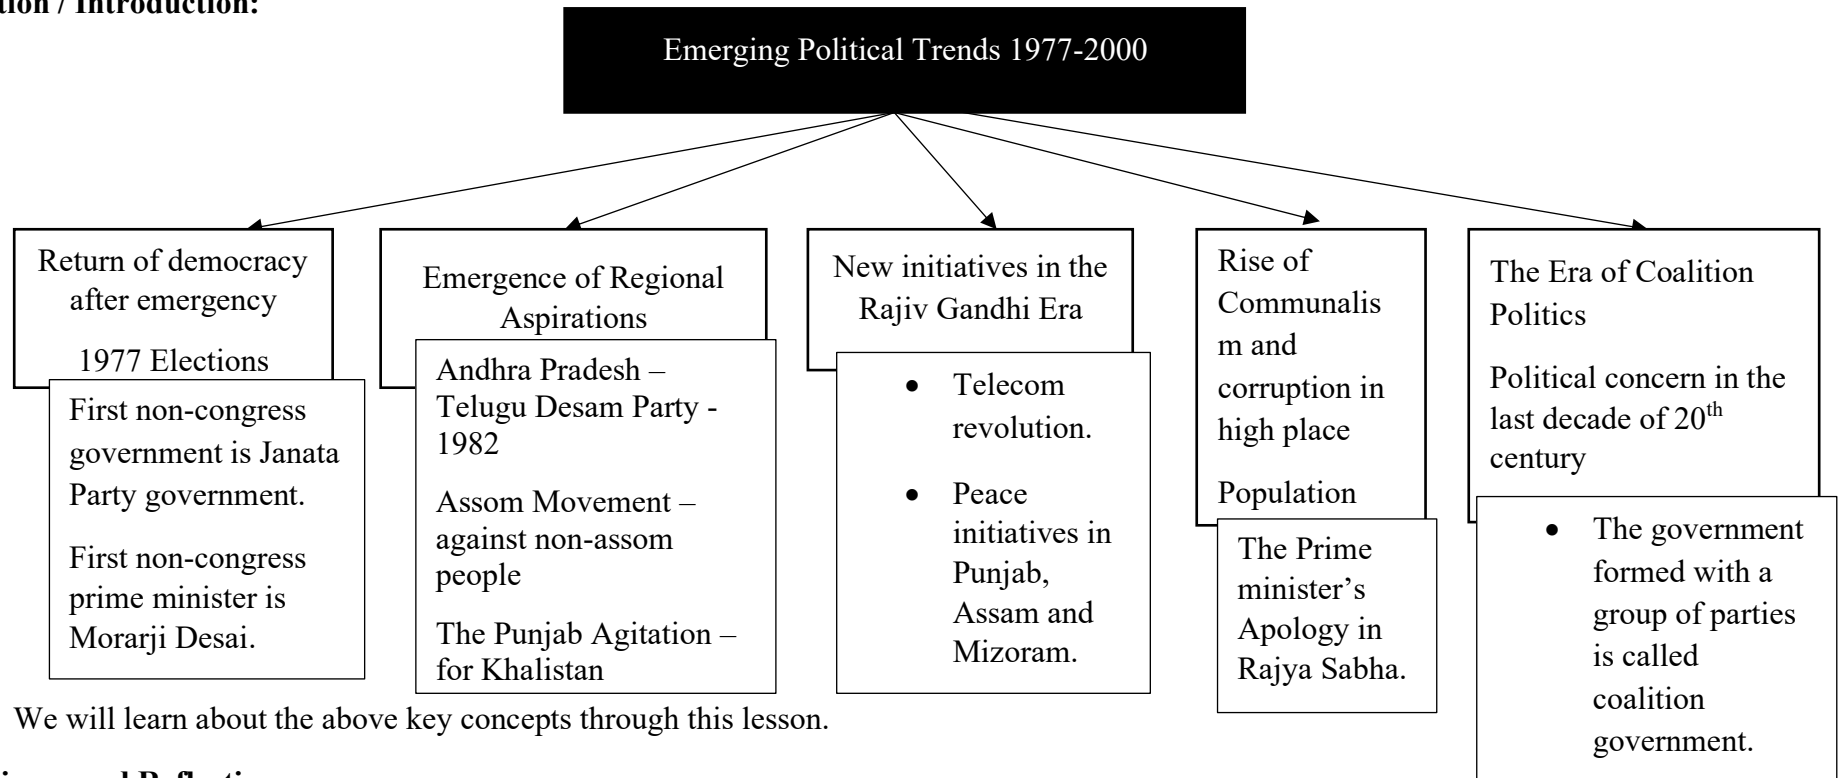 / Introduction:
Emerging Political Trends 1977-2000
Return of democracy
after emergency
1977 Elections
First non-congress
government is Janata
Party government.
First non-congress
prime minister is
Morarji Desai.
Emergence of Regional
Aspirations
Andhra Pradesh –
Telugu Desam Party -
1982
Assom Movement –
against non-assom
people
The Punjab Agitation –
for Khalistan
New initiatives in the
Rajiv Gandhi Era
• Telecom
revolution.
• Peace
initiatives in
Punjab,
Assam and
Mizoram.
Rise of
Communalis
m and
corruption in
high place
Population
The Prime
minister’s
Apology in
Rajya Sabha.
The Era of Coalition
Politics
Political concern in the
last decade of 20th
century
• The government
formed with a
group of parties
is called
coalition
government.
We will learn about the above key concepts through this lesson.